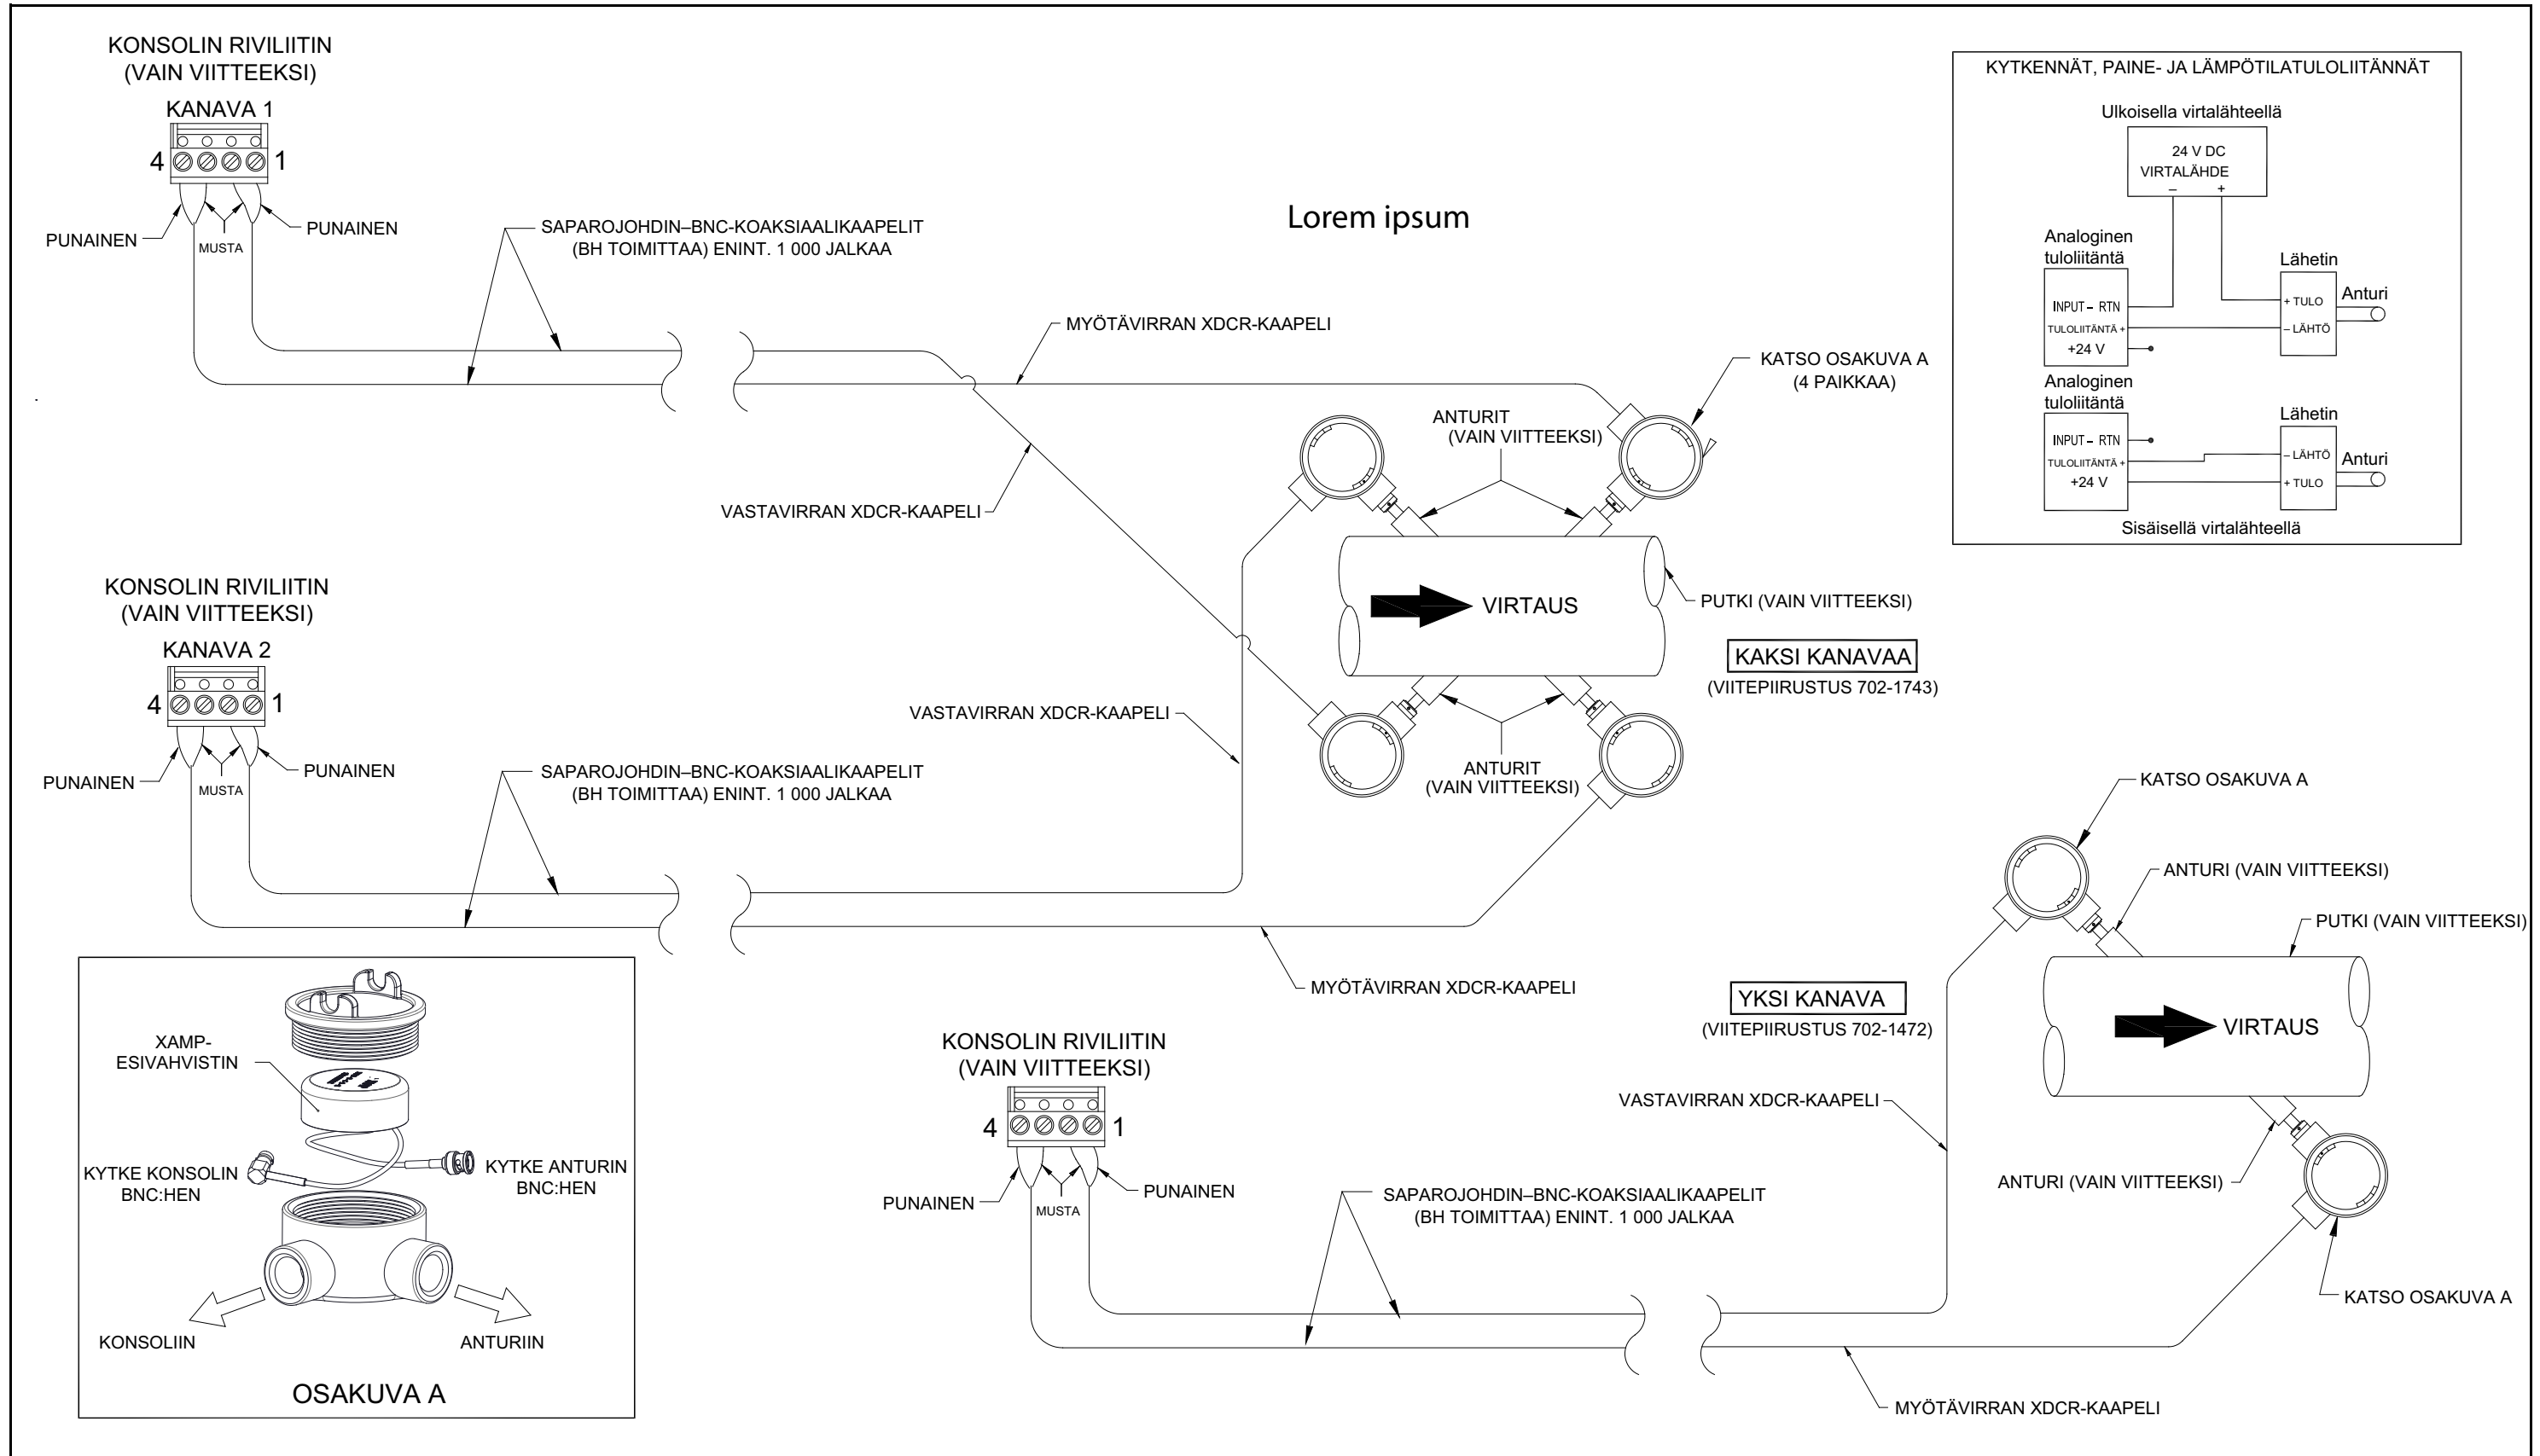 KONSOLIN RIVILIITIN
(VAIN VIITTEEKSI)
KANAVA 1
4
1
PUNAINEN
MUSTA
PUNAINEN
SAPAROJOHDIN–BNC-KOAKSIAALIKAAPELIT
(BH TOIMITTAA) ENINT. 1 000 JALKAA
Lorem ipsum
MYÖTÄVIRRAN XDCR-KAAPELI
VASTAVIRRAN XDCR-KAAPELI
ANTURIT
(VAIN VIITTEEKSI)
KATSO OSAKUVA A
(4 PAIKKAA)
VIRTAUS
PUTKI (VAIN VIITTEEKSI)
KAKSI KANAVAA
(VIITEPIIRUSTUS 702-1743)
ANTURIT
(VAIN VIITTEEKSI)
KYTKENNÄT, PAINE- JA LÄMPÖTILATULOLIITÄNNÄT
Ulkoisella virtalähteellä
24 V DC
VIRTALÄHDE
– +
Analoginen
tuloliitäntä
INPUT – RTN
TULOLIITÄNTÄ +
+24 V
Lähetin
+ TULO
– LÄHTÖ
Anturi
Analoginen
tuloliitäntä
INPUT – RTN
TULOLIITÄNTÄ +
+24 V
Lähetin
– LÄHTÖ
+ TULO
Anturi
Sisäisellä virtalähteellä
KONSOLIN RIVILIITIN
(VAIN VIITTEEKSI)
KANAVA 2
4
1
PUNAINEN
MUSTA
PUNAINEN
SAPAROJOHDIN–BNC-KOAKSIAALIKAAPELIT
(BH TOIMITTAA) ENINT. 1 000 JALKAA
VASTAVIRRAN XDCR-KAAPELI
MYÖTÄVIRRAN XDCR-KAAPELI
XAMP-
ESIVAHVISTIN
KYTKE KONSOLIN
BNC:HEN
KYTKE ANTURIN
BNC:HEN
KONSOLIIN
ANTURIIN
OSAKUVA A
KONSOLIN RIVILIITIN
(VAIN VIITTEEKSI)
4
1
PUNAINEN
MUSTA
PUNAINEN
SAPAROJOHDIN–BNC-KOAKSIAALIKAAPELIT
(BH TOIMITTAA) ENINT. 1 000 JALKAA
YKSI KANAVA
(VIITEPIIRUSTUS 702-1472)
VASTAVIRRAN XDCR-KAAPELI
KATSO OSAKUVA A
ANTURI (VAIN VIITTEEKSI)
PUTKI (VAIN VIITTEEKSI)
VIRTAUS
ANTURI (VAIN VIITTEEKSI)
KATSO OSAKUVA A
MYÖTÄVIRRAN XDCR-KAAPELI